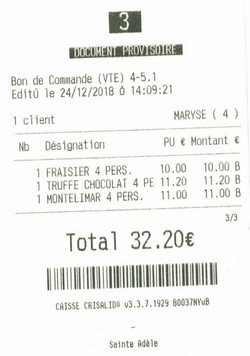 3
DOCUMENT PROVISOIRE
Bon de Commande (VTE) 4-5.1
Editú le 24/12/2018 ó 14:09:21
1 client MARYSE ( 4 )
Nb Désignation PU € Montant €
1 FRAISIER 4 PERS. 10.00 10.00 B
1 TRUFFE CHOCOLAT 4 PE 11.20 11.20 B
1 MONTELIMAR 4 PERS. 11.00 11.00 B
3/3
Total 32.20€
CAISSE CRISALID® v3.3.7.1929 B0037NYwB
–
Sainte Adèle